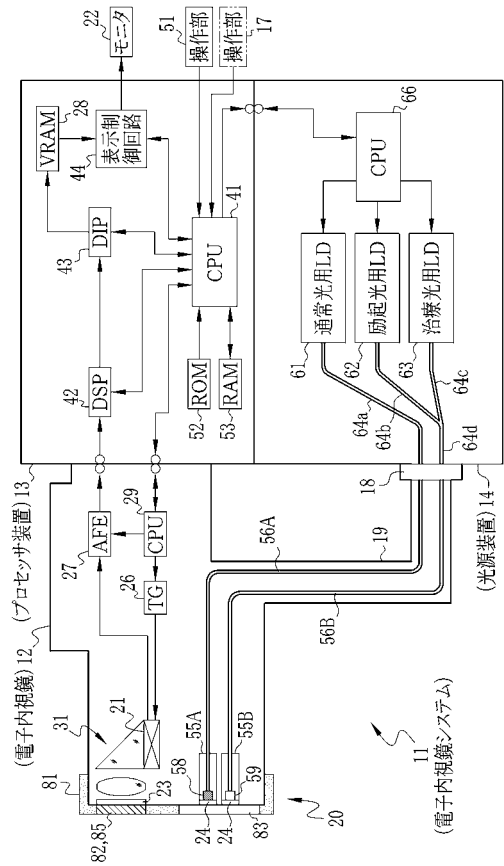 (電子内視鏡)12
(プロセッサ装置)13
モニタ
22
操作部
51
操作部
17
VRAM
28
表示制
御回路
44
DIP
43
DSP
42
AFE
27
CPU
29
TG
26
CPU
41
ROM
52
RAM
53
CPU
66
通常光用LD
61
励起光用LD
62
治療光用LD
63
64a
64b
64c
64d
31
21
81
23
82,85
58
55A
24
24
55B
59
83
20
56A
56B
19
18
(光源装置)14
11
(電子内視鏡システム)